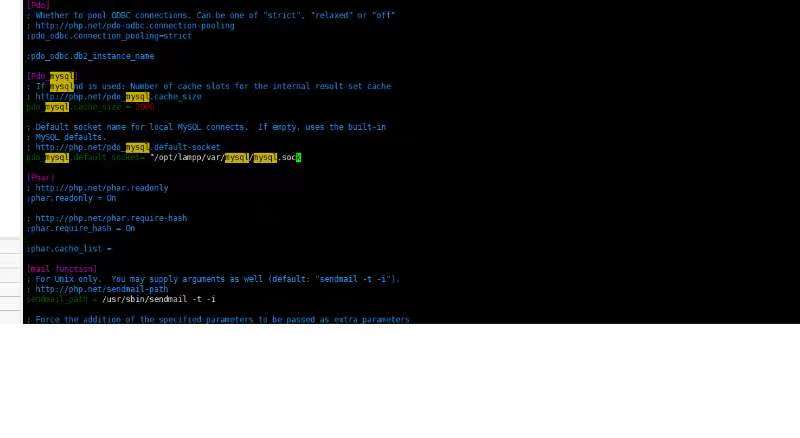 [Pdo]
; Whether to pool ODBC connections. Can be one of "strict", "relaxed" or "off"
; http://php.net/pdo-odbc.connection-pooling
;pdo_odbc.connection_pooling=strict
;pdo_odbc.db2_instance_name
[Pdo_mysql]
; If mysqlnd is used: Number of cache slots for the internal result set cache
; http://php.net/pdo_mysql.cache_size
pdo_mysql.cache_size = 2000
; Default socket name for local MySQL connects.  If empty, uses the built-in
; MySQL defaults.
; http://php.net/pdo_mysql.default-socket
pdo_mysql.default_socket= "/opt/lampp/var/mysql/mysql.sock
[Phar]
; http://php.net/phar.readonly
;phar.readonly = On
; http://php.net/phar.require-hash
;phar.require_hash = On
;phar.cache_list =
[mail function]
; For Unix only.  You may supply arguments as well (default: "sendmail -t -i").
; http://php.net/sendmail-path
sendmail_path = /usr/sbin/sendmail -t -i
; Force the addition of the specified parameters to be passed as extra parameters